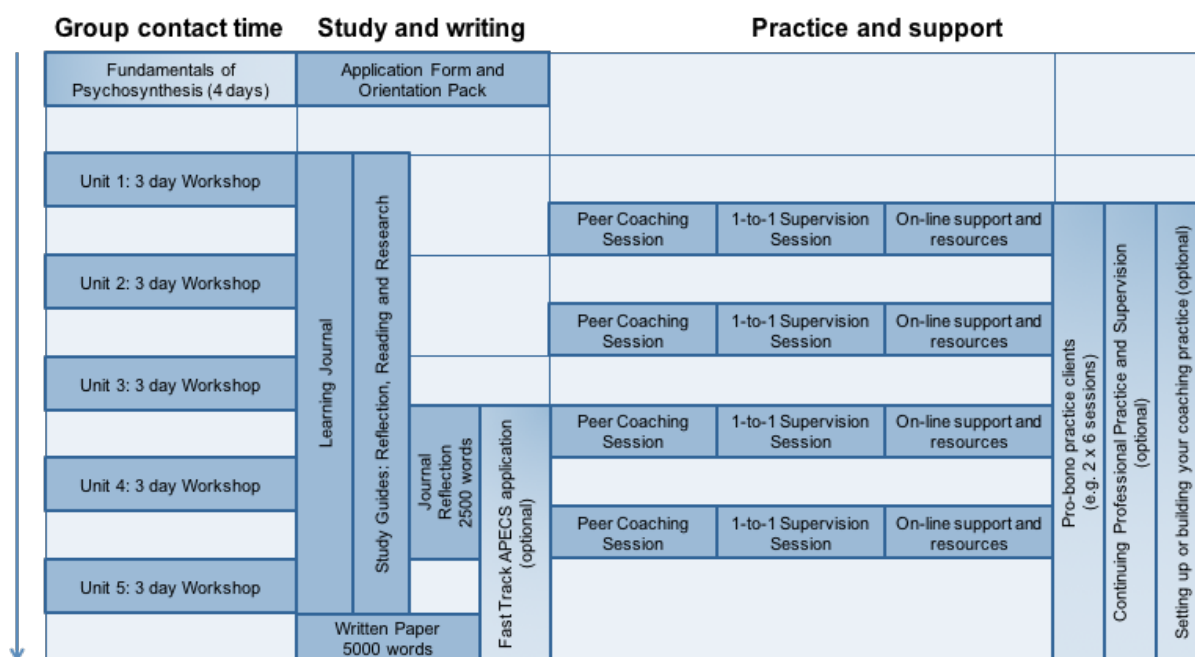 Group contact time
Study and writing
Practice and support
Fundamentals of
Psychosynthesis (4 days)
Application Form and
Orientation Pack
Unit 1: 3 day Workshop
Unit 2: 3 day Workshop
Unit 3: 3 day Workshop
Unit 4: 3 day Workshop
Unit 5: 3 day Workshop
Learning Journal
Study Guides: Reflection, Reading and Research
Journal
Reflection
2500 words
Fast Track APECS application
(optional)
Written Paper
5000 words
Peer Coaching
Session
1-to-1 Supervision
Session
On-line support and
resources
Peer Coaching
Session
1-to-1 Supervision
Session
On-line support and
resources
Peer Coaching
Session
1-to-1 Supervision
Session
On-line support and
resources
Peer Coaching
Session
1-to-1 Supervision
Session
On-line support and
resources
Pro-bono practice clients
(e.g. 2 x 6 sessions)
Continuing Professional Practice and Supervision
(optional)
Setting up or building your coaching practice (optional)